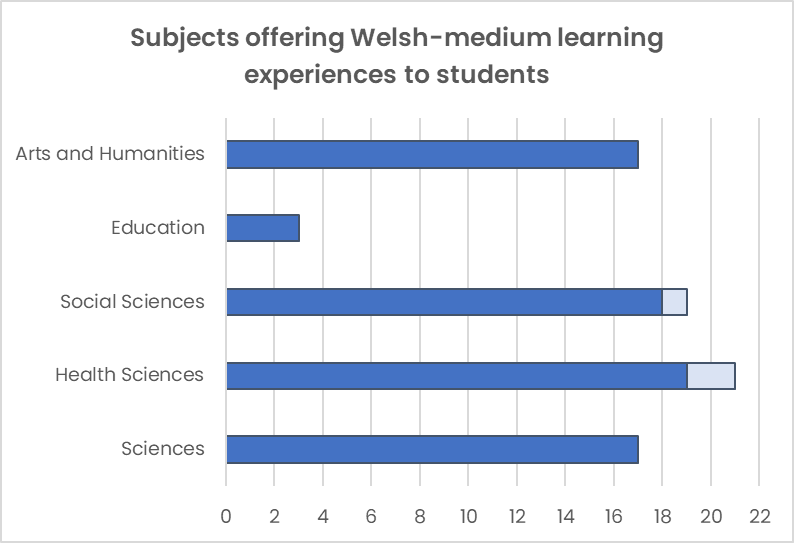 Subjects offering Welsh-medium learning
experiences to students
Arts and Humanities
Education
Social Sciences
Health Sciences
Sciences
0 2 4 6 8 10 12 14 16 18 20 22